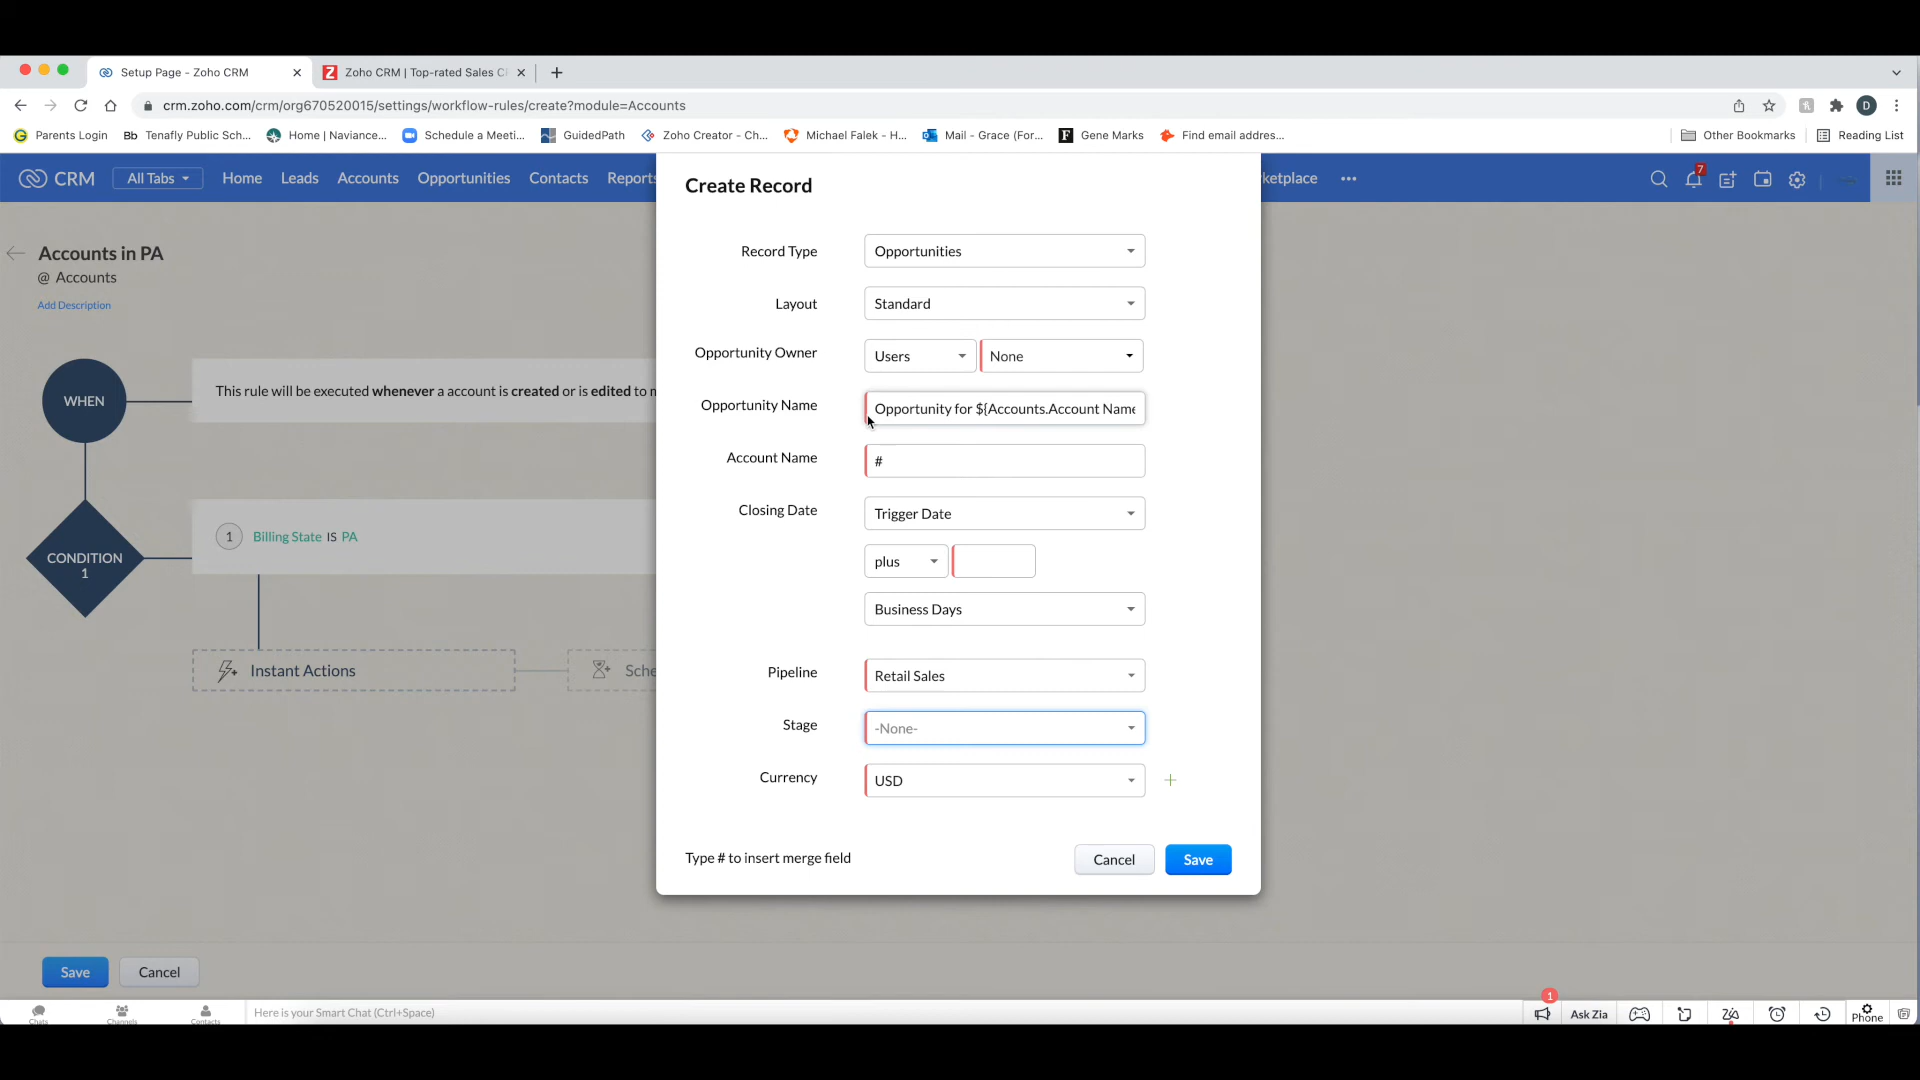 Setup Page - Zoho CRM
Zoho CRM | Top-rated Sales C
crm.zoho.com/crm/org670520015/settings/workflow-rules/create?module=Accounts
Parents Login
Bb Tenafly Public Sch...
Home | Naviance...
Schedule a Meeti...
GuidedPath
Zoho Creator - Ch...
Michael Falek - H...
Mail - Grace (For...
Gene Marks
Find email addres...
Other Bookmarks
Reading List
D
CRM
All Tabs
Home
Leads
Accounts
Opportunities
Contacts
Reports
ketplace
7
Accounts in PA
@ Accounts
Add Description
WHEN
This rule will be executed whenever a account is created or is edited to m
CONDITION
1
1 Billing State IS PA
Instant Actions
Sche
Create Record
Record Type
Opportunities
Layout
Standard
Opportunity Owner
Users
None
Opportunity Name
Opportunity for ${Accounts.Account Name
Account Name
#
Closing Date
Trigger Date
plus
Business Days
Pipeline
Retail Sales
Stage
-None-
Currency
USD
Type # to insert merge field
Cancel
Save
Save
Cancel
Chats
Channels
Contacts
Here is your Smart Chat (Ctrl+Space)
1
Ask Zia
Phone